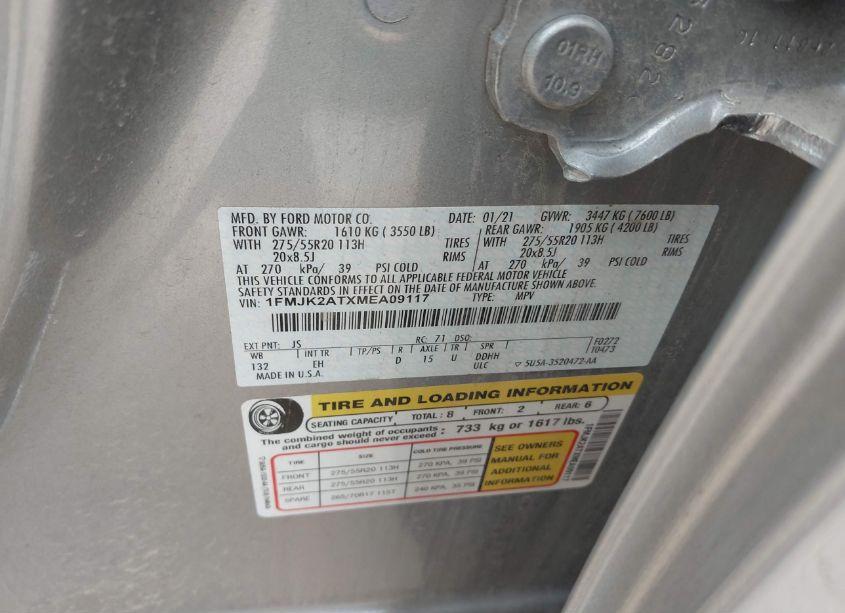 01RH
10.3
MFD. BY FORD MOTOR CO.
DATE: 01/21 GVWR: 3447 KG ( 7600 LB)
FRONT GAWR: 1610 KG ( 3550 LB)
REAR GAWR: 1905 KG ( 4200 LB)
WITH 275/55R20 113H TIRES
WITH 275/55R20 113H TIRES
20x8.5J RIMS
20x8.5J RIMS
AT 270 kPa/ 39 PSI COLD
AT 270 kPa/ 39 PSI COLD
THIS VEHICLE CONFORMS TO ALL APPLICABLE FEDERAL MOTOR VEHICLE
SAFETY STANDARDS IN EFFECT ON THE DATE OF MANUFACTURE SHOWN ABOVE.
VIN: 1FMJK2ATXMEA09117 TYPE: MPV
EXT PNT: JS RC: 71 DSO: F0272
WB INT TR TP/PS R AXLE TR SPR T0473
132 EH D 15 U DDHH
ULC
MADE IN U.S.A. 5U5A-3520472-AA
TIRE AND LOADING INFORMATION
SEATING CAPACITY TOTAL: 8 FRONT: 2 REAR: 6
The combined weight of occupants and cargo should never exceed: 733 kg or 1617 lbs.
TIRE SIZE COLD TIRE PRESSURE
FRONT 275/55R20 113H 270 KPA, 39 PSI
REAR 275/55R20 113H 270 KPA, 39 PSI
SPARE 265/70R17 115T 240 KPA, 35 PSI
SEE OWNERS
MANUAL FOR
ADDITIONAL
INFORMATION